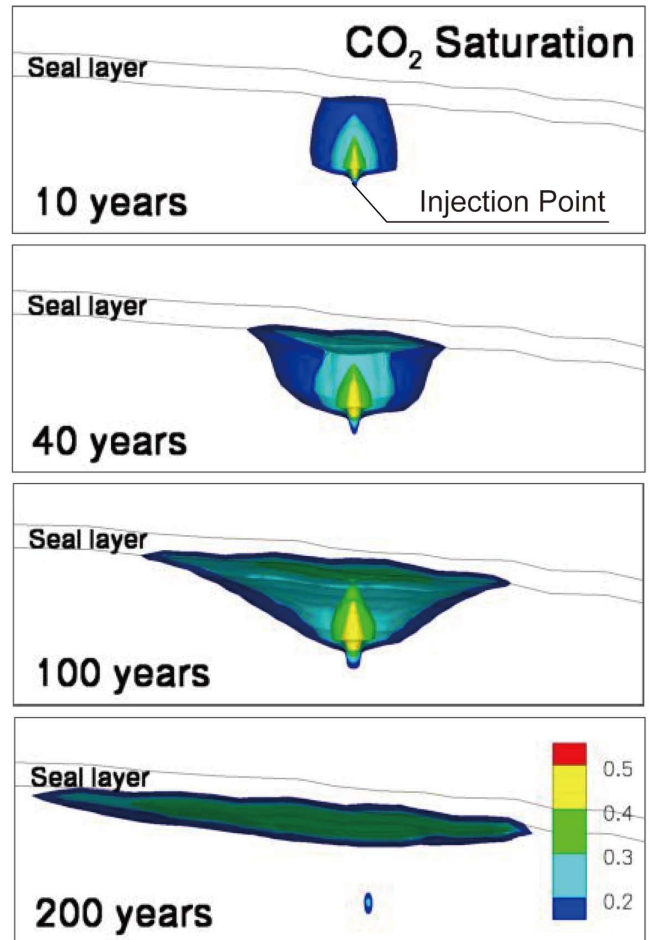 CO₂ Saturation
Seal layer
10 years
Injection Point
Seal layer
40 years
Seal layer
100 years
Seal layer
0.5
0.4
0.3
0.2
200 years